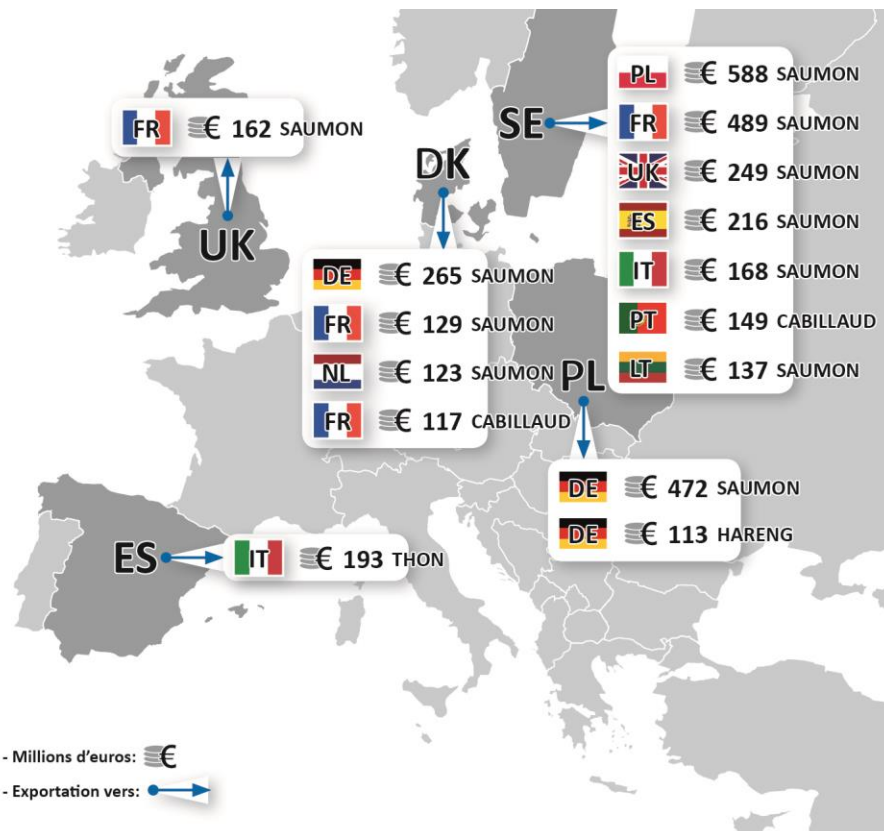 FR € 162 SAUMON
UK
DK
DE € 265 SAUMON
FR € 129 SAUMON
NL € 123 SAUMON
FR € 117 CABILLAUD
SE
PL € 588 SAUMON
FR € 489 SAUMON
UK € 249 SAUMON
ES € 216 SAUMON
IT € 168 SAUMON
PT € 149 CABILLAUD
LT € 137 SAUMON
PL
DE € 472 SAUMON
DE € 113 HARENG
ES
IT € 193 THON
- Millions d'euros: €
- Exportation vers: